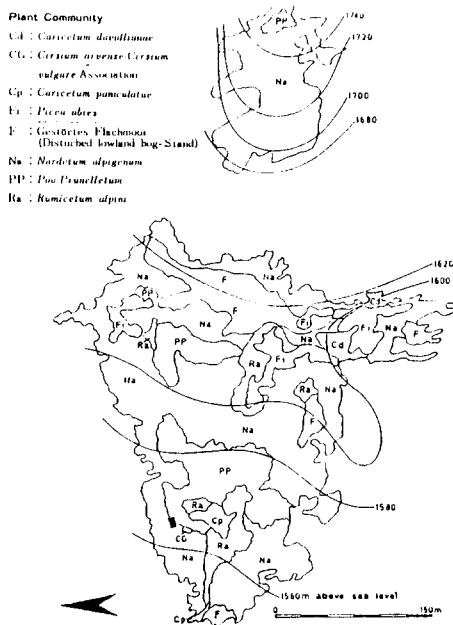 Plant Community
Cd : Caricetum davallianae
CG : Cirsium arvense-Cirsium
vulgare Association
Cp : Caricetum paniculatae
Fi : Picea abies
F : Gestörtes Flachmoor
(Disturbed lowland bog-Stand)
Na : Nardetum alpigenum
PP : Poo Prunelletum
Ra : Rumicetum alpini
PP
1740
1720
Na
1700
1680
1620
1600
Na
F
Na
PP
F
Cd
Fi
Na
Fi
Na
Cd
Fi
Na
F
Ra
PP
Ra
Fi
Ra
Na
Na
F
Na
PP
1580
Ra
Cp
CG
Ra
Na
Na
1560m above sea level
Cp
F
0
150m